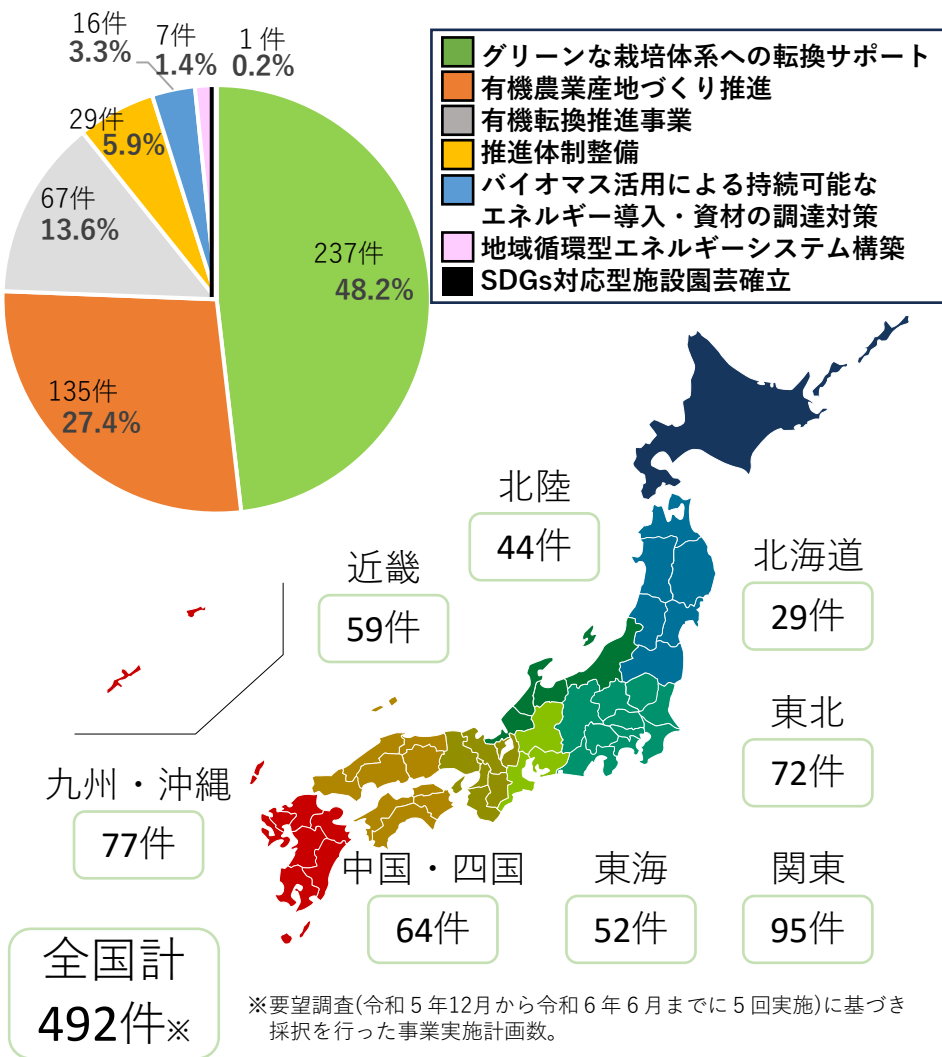 16件
3.3%
7件
1.4%
1 件
0.2%
29件
5.9%
67件
13.6%
237件
48.2%
135件
27.4%
グリーンな栽培体系への転換サポート
有機農業産地づくり推進
有機転換推進事業
推進体制整備
バイオマス活用による持続可能な
エネルギー導入・資材の調達対策
地域循環型エネルギーシステム構築
SDGs対応型施設園芸確立
北陸
44件
近畿
59件
北海道
29件
東北
72件
九州・沖縄
77件
中国・四国
64件
東海
52件
関東
95件
全国計
492件※
※要望調査(令和５年12月から令和６年６月までに５回実施)に基づき
採択を行った事業実施計画数。